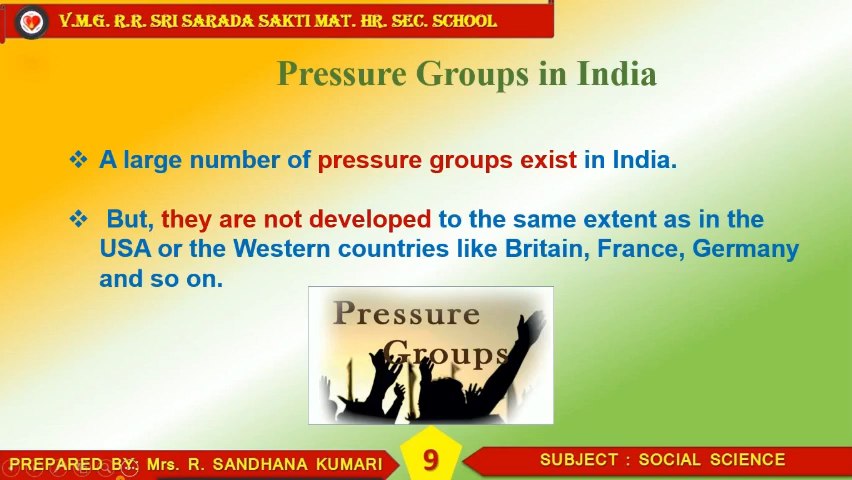 V.M.G. R.R. SRI SARADA SAKTI MAT. HR. SEC. SCHOOL
Pressure Groups in India
❖ A large number of pressure groups exist in India.
❖ But, they are not developed to the same extent as in the
USA or the Western countries like Britain, France, Germany
and so on.
Pressure
Groups
PREPARED BY: Mrs. R. SANDHANA KUMARI
9
SUBJECT : SOCIAL SCIENCE